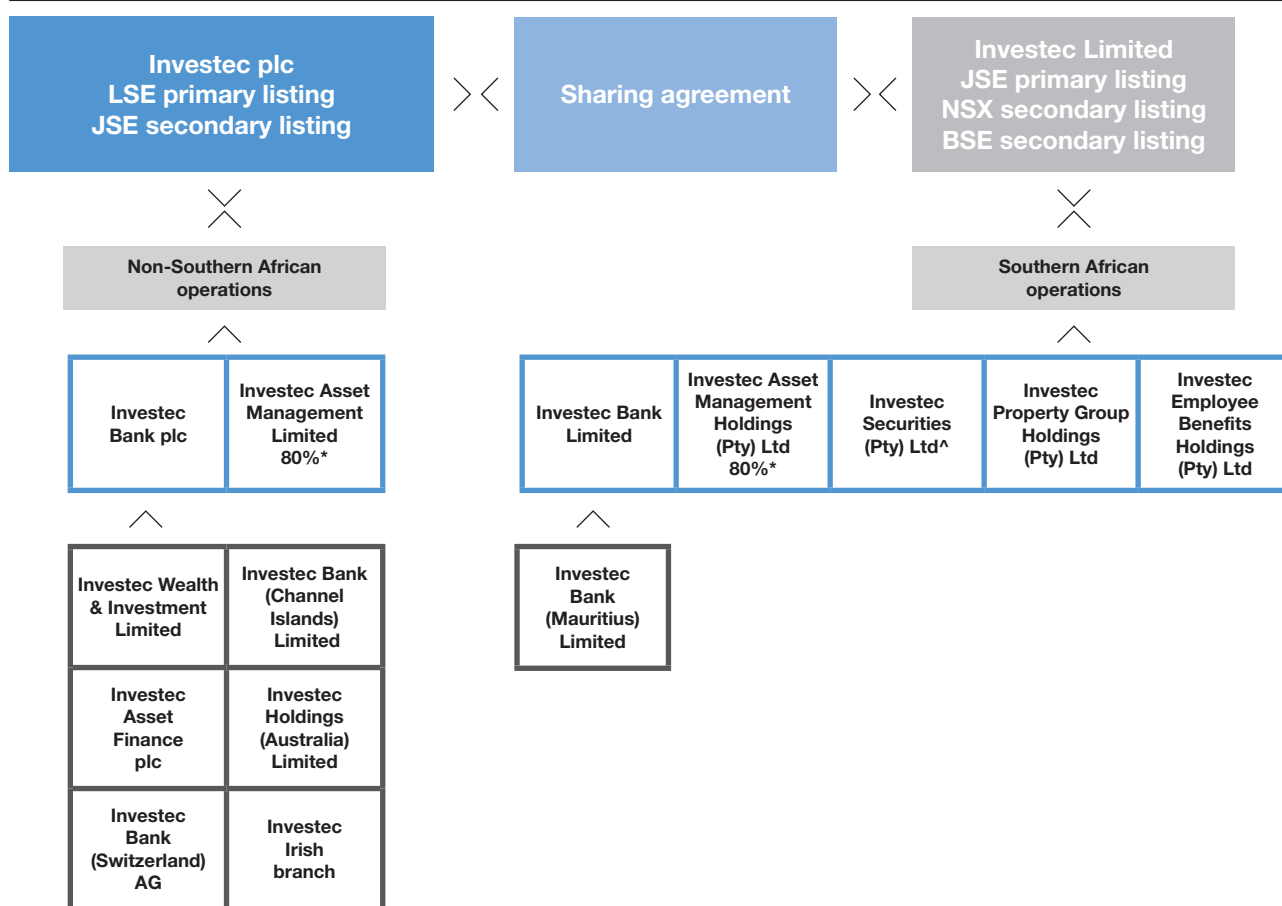 Investec plc
LSE primary listing
JSE secondary listing
Sharing agreement
Investec Limited
JSE primary listing
NSX secondary listing
BSE secondary listing
Non-Southern African
operations
Southern African
operations
Investec
Bank plc
Investec Asset
Management
Limited
80%*
Investec Bank
Limited
Investec Asset
Management
Holdings
(Pty) Ltd
80%*
Investec
Securities
(Pty) Ltd^
Investec
Property Group
Holdings
(Pty) Ltd
Investec
Employee
Benefits
Holdings
(Pty) Ltd
Investec Wealth
& Investment
Limited
Investec Bank
(Channel
Islands)
Limited
Investec
Bank
(Mauritius)
Limited
Investec
Asset
Finance
plc
Investec
Holdings
(Australia)
Limited
Investec
Bank
(Switzerland)
AG
Investec
Irish
branch